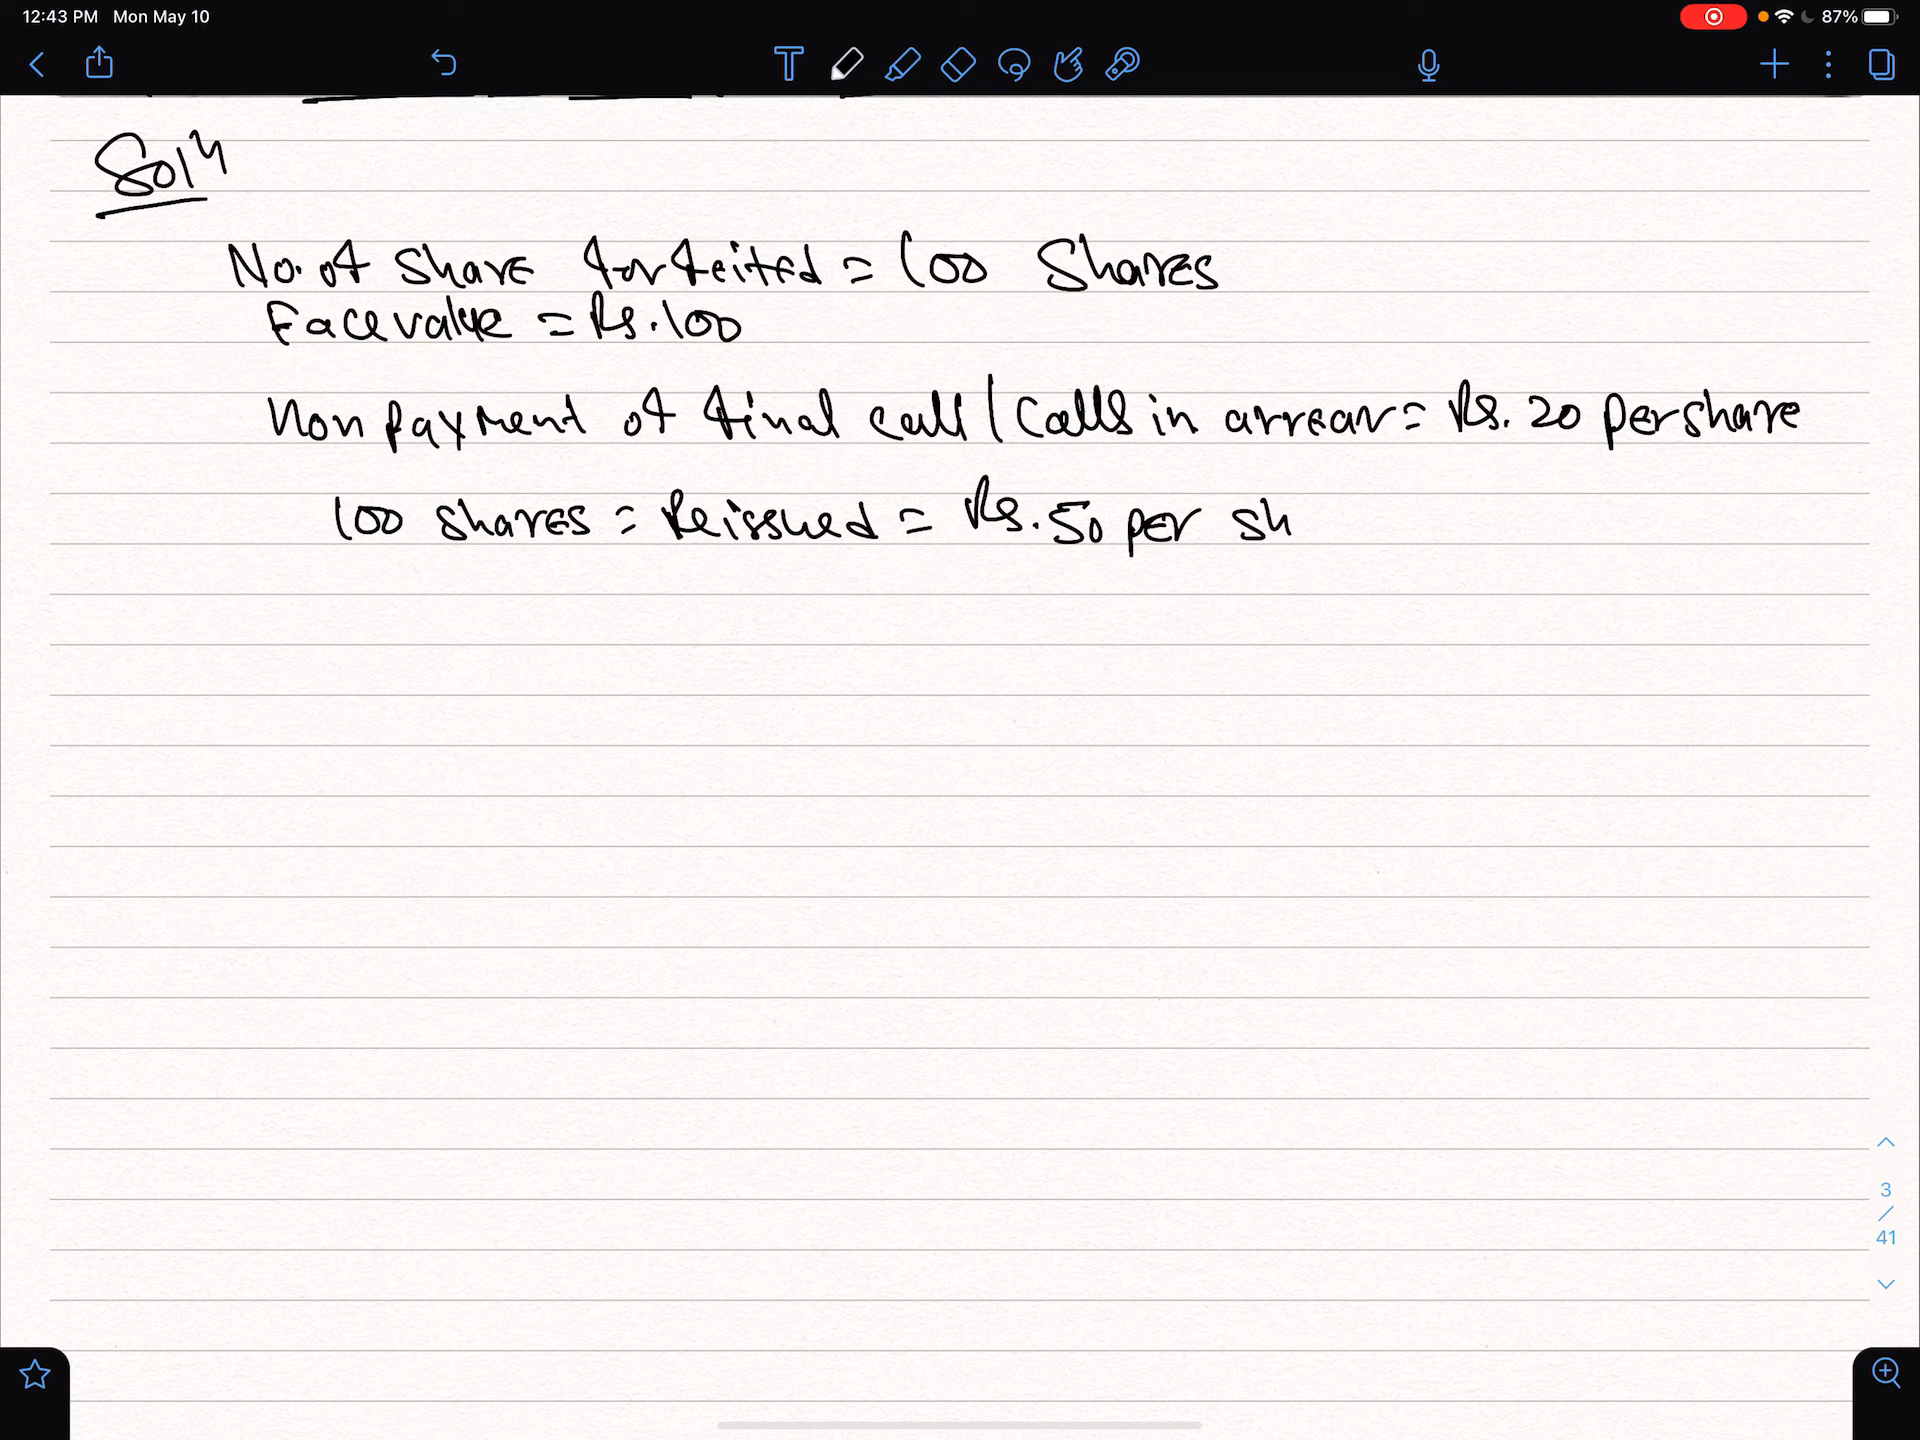 12:43 PM Mon May 10
87%
T
Sol'n
No. of Share forfeited = 100 Shares
Face value = Rs. 100
Non payment of final call / Calls in arrear = Rs. 20 per share
100 shares = Reissued = Rs. 50 per sh
3
/
41